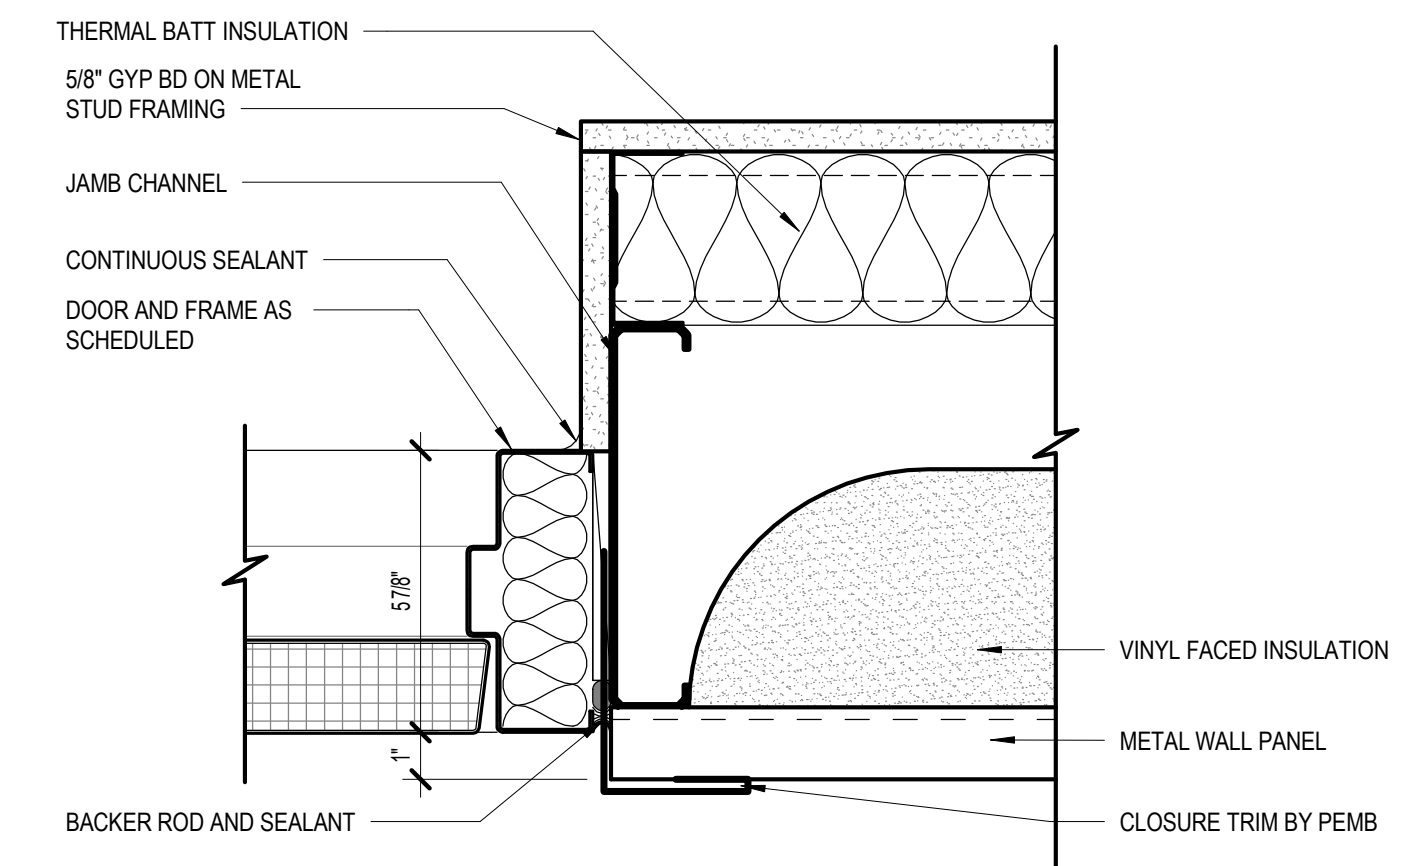 THERMAL BATT INSULATION
5/8" GYP BD ON METAL
STUD FRAMING
JAMB CHANNEL
CONTINUOUS SEALANT
DOOR AND FRAME AS
SCHEDULED
5 7/8"
1"
BACKER ROD AND SEALANT
VINYL FACED INSULATION
METAL WALL PANEL
CLOSURE TRIM BY PEMB